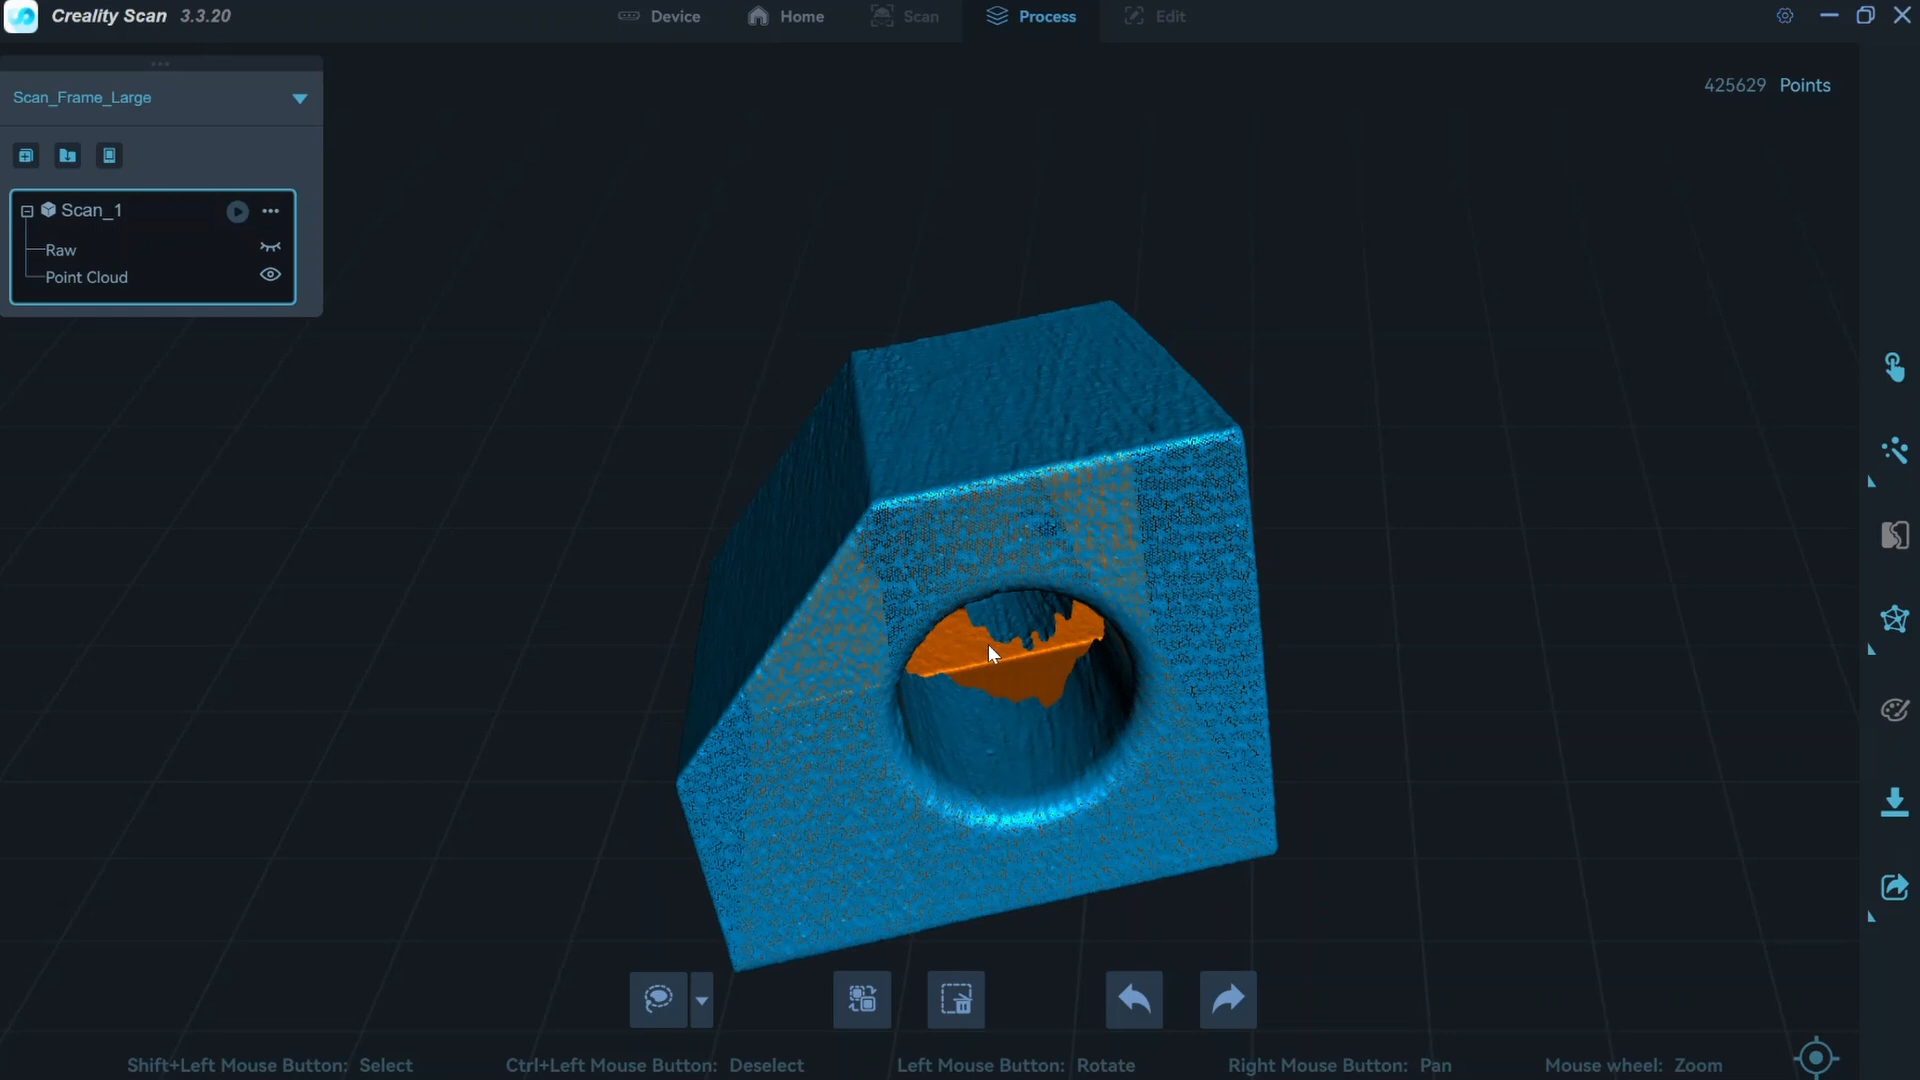 Creality Scan 3.3.20
Device
Home
Scan
Process
Edit
Scan_Frame_Large
425629 Points
Scan_1
Raw
Point Cloud
Shift+Left Mouse Button: Select
Ctrl+Left Mouse Button: Deselect
Left Mouse Button: Rotate
Right Mouse Button: Pan
Mouse wheel: Zoom